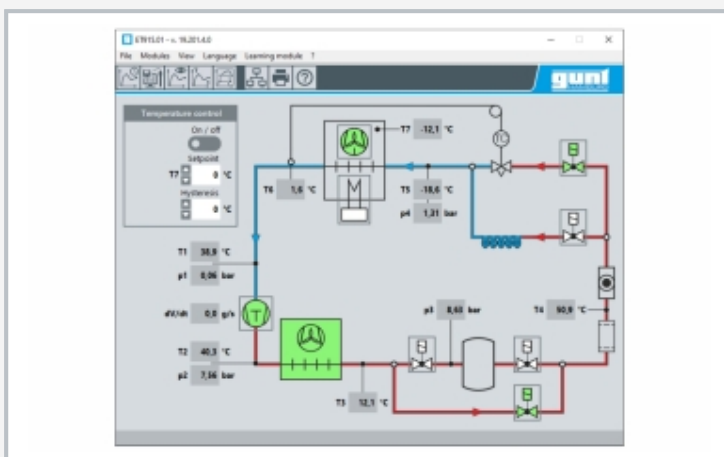 ET915.01 - v. 19.201.4.0
File Modules View Language Learning module ?
gunt
Temperature control
On / off
Setpoint
T7 0 °C
Hysteresis
0 °C
T7 -12,1 °C
TC
T6 1,6 °C
M
T5 -18,6 °C
p4 1,31 bar
T1 38,9 °C
p1 0,06 bar
dV/dt 0,0 g/s
T
T2 40,3 °C
p2 7,56 bar
p3 8,63 bar
T4 50,9 °C
T3 12,1 °C